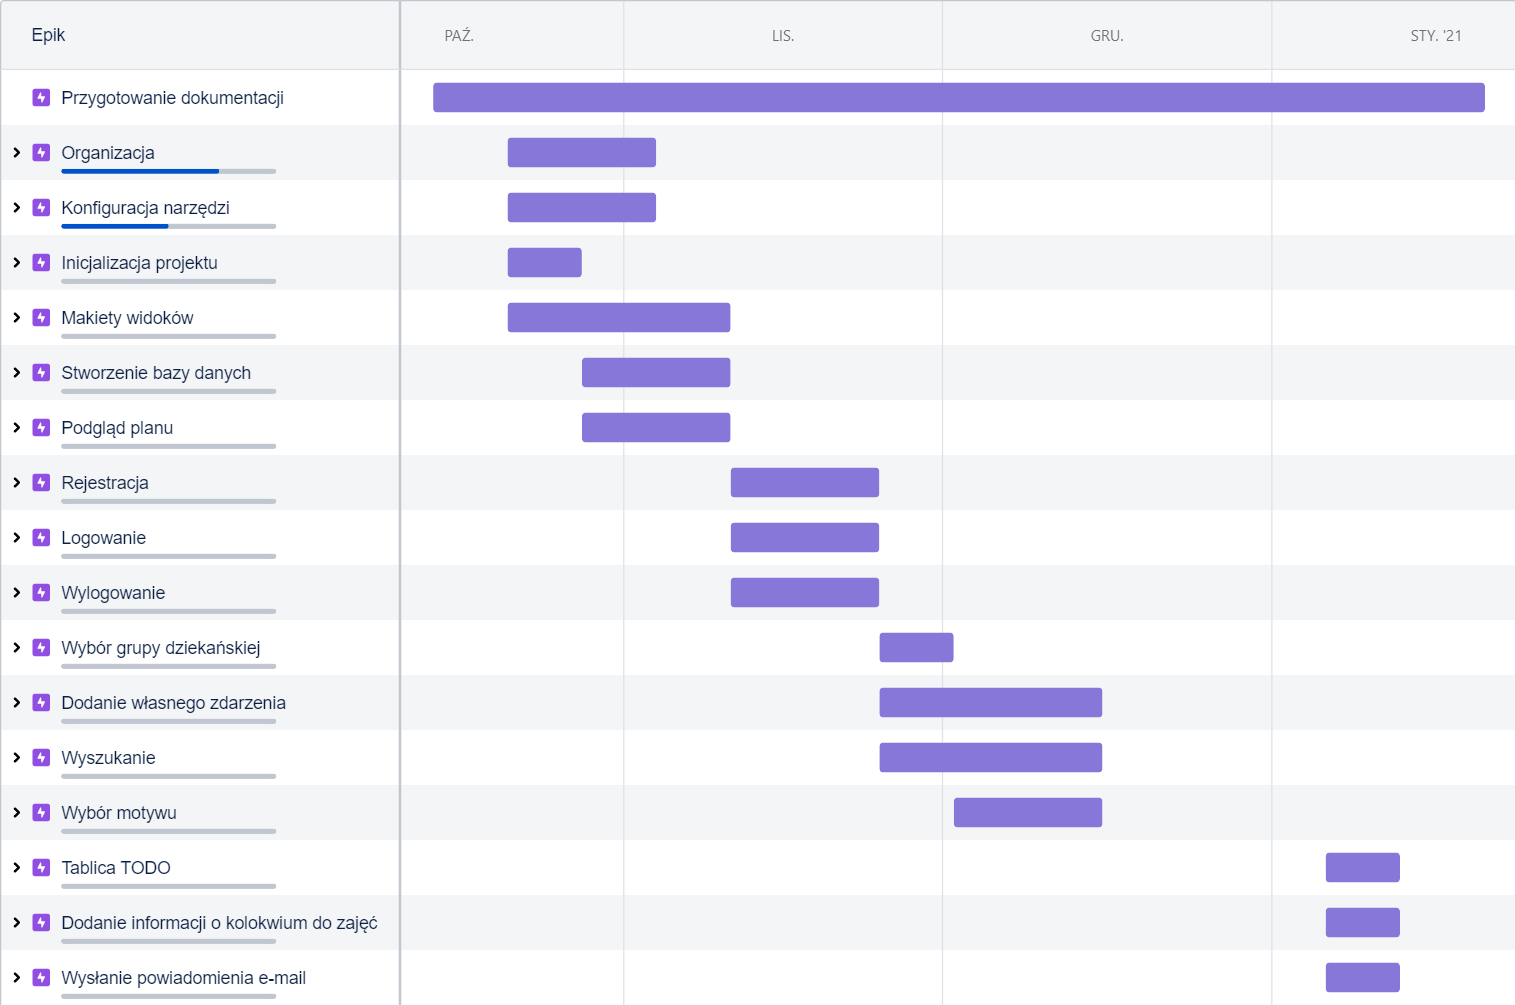 Epik PAŹ. LIS. GRU. STY. '21
Przygotowanie dokumentacji
Organizacja
Konfiguracja narzędzi
Inicjalizacja projektu
Makiety widoków
Stworzenie bazy danych
Podgląd planu
Rejestracja
Logowanie
Wylogowanie
Wybór grupy dziekańskiej
Dodanie własnego zdarzenia
Wyszukanie
Wybór motywu
Tablica TODO
Dodanie informacji o kolokwium do zajęć
Wysłanie powiadomienia e-mail